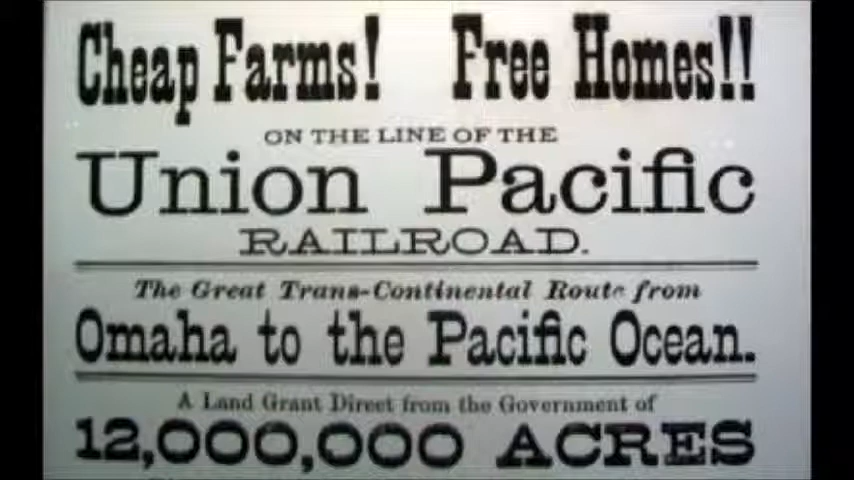 Cheap Farms! Free Homes!!
ON THE LINE OF THE
Union Pacific
RAILROAD.
The Great Trans-Continental Route from
Omaha to the Pacific Ocean.
A Land Grant Direct from the Government of
12,000,000 ACRES